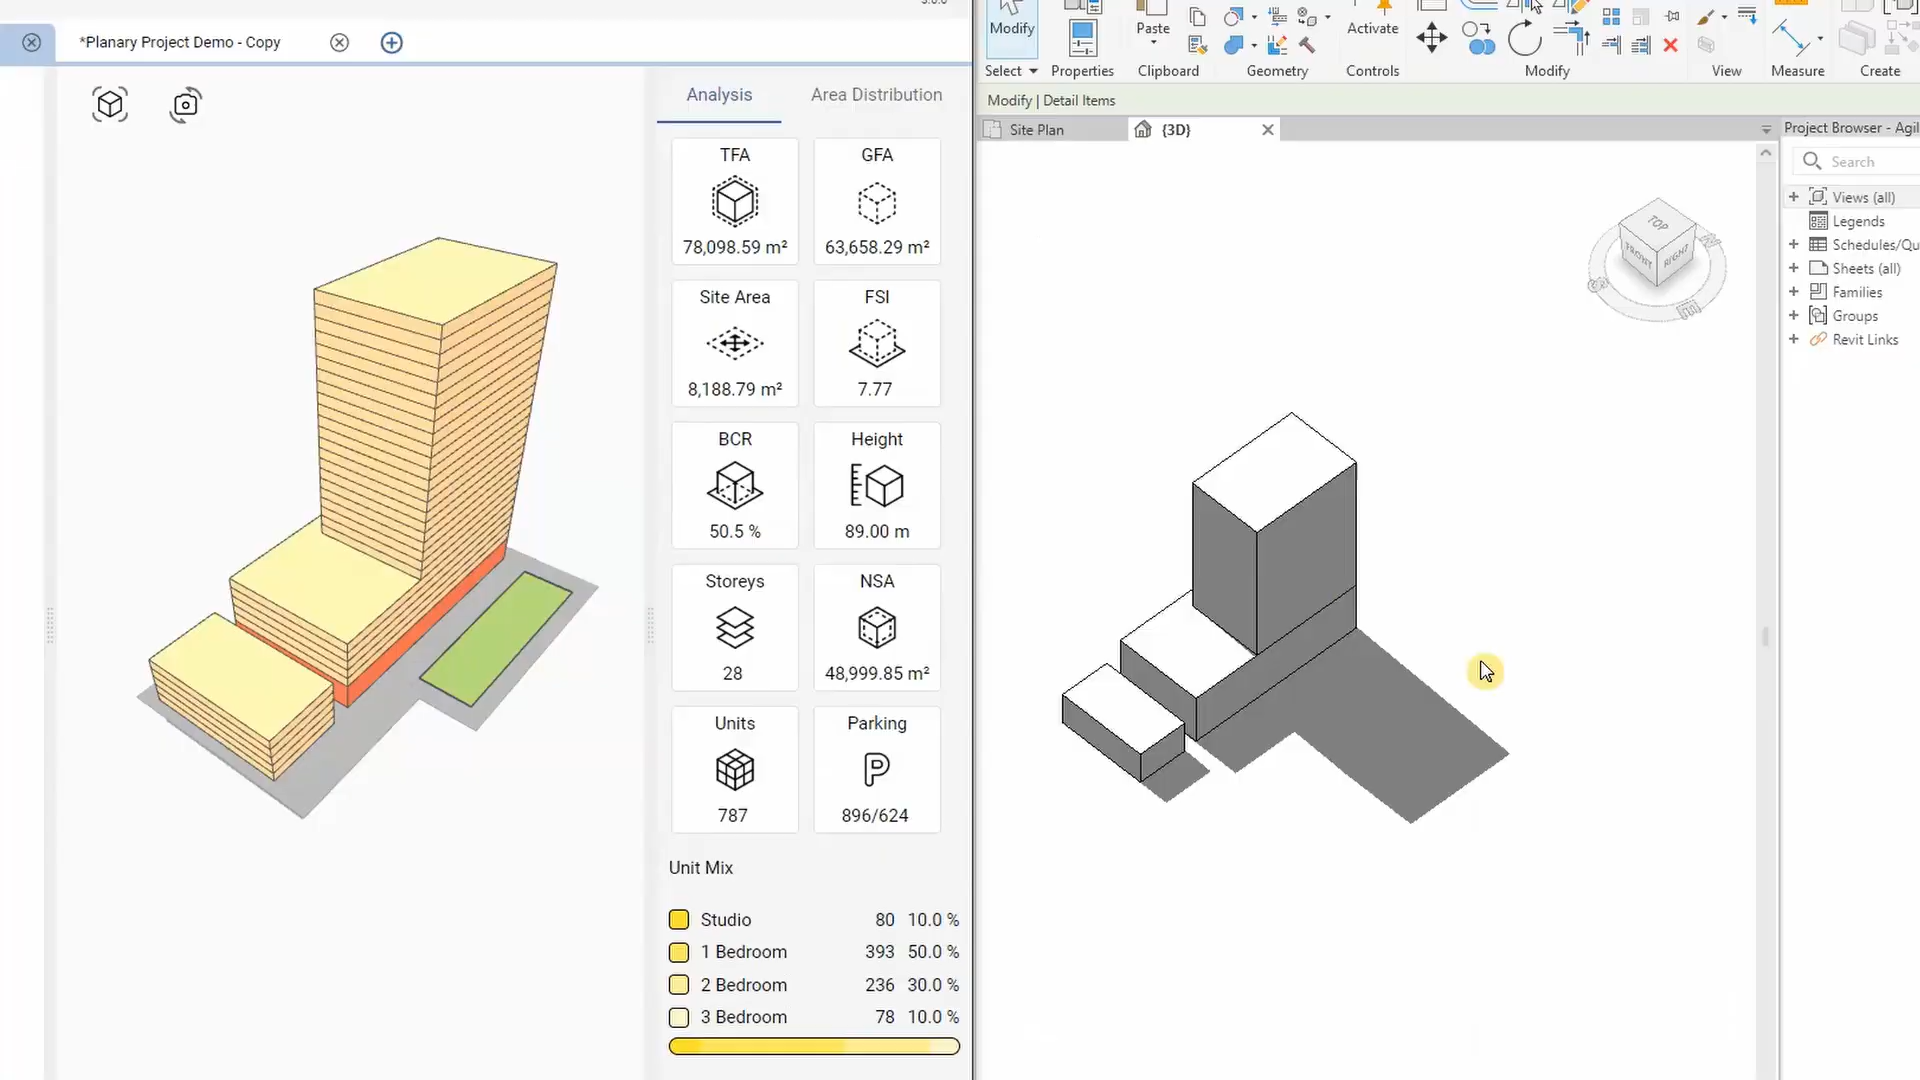 *Planary Project Demo - Copy
Analysis
Area Distribution
TFA
78,098.59 m²
GFA
63,658.29 m²
Site Area
8,188.79 m²
FSI
7.77
BCR
50.5 %
Height
89.00 m
Storeys
28
NSA
48,999.85 m²
Units
787
Parking
P
896/624
Unit Mix
Studio 80 10.0 %
1 Bedroom 393 50.0 %
2 Bedroom 236 30.0 %
3 Bedroom 78 10.0 %
Modify
Paste
Activate
Select
Properties
Clipboard
Geometry
Controls
Modify
View
Measure
Create
Modify | Detail Items
Site Plan
{3D}
TOP
FRONT
RIGHT
Project Browser - Agil
Search
Views (all)
Legends
Schedules/Qu
Sheets (all)
Families
Groups
Revit Links